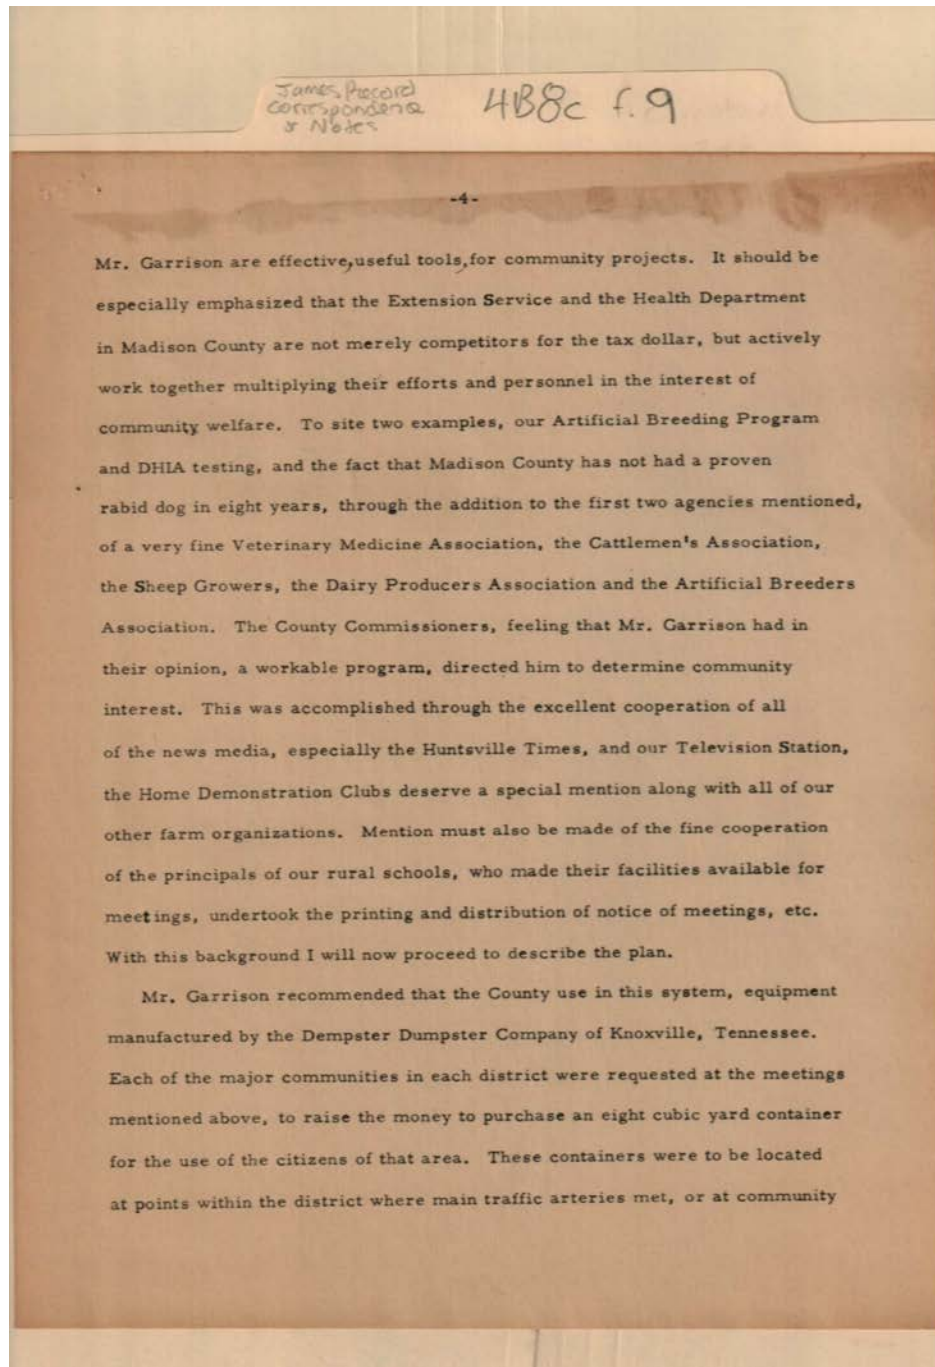 James Record
Correspondence
& Notes
4B8c f.9
-4-
Mr. Garrison are effective,useful tools,for community projects. It should be
especially emphasized that the Extension Service and the Health Department
in Madison County are not merely competitors for the tax dollar, but actively
work together multiplying their efforts and personnel in the interest of
community welfare. To site two examples, our Artificial Breeding Program
and DHIA testing, and the fact that Madison County has not had a proven
rabid dog in eight years, through the addition to the first two agencies mentioned,
of a very fine Veterinary Medicine Association, the Cattlemen's Association,
the Sheep Growers, the Dairy Producers Association and the Artificial Breeders
Association. The County Commissioners, feeling that Mr. Garrison had in
their opinion, a workable program, directed him to determine community
interest. This was accomplished through the excellent cooperation of all
of the news media, especially the Huntsville Times, and our Television Station,
the Home Demonstration Clubs deserve a special mention along with all of our
other farm organizations. Mention must also be made of the fine cooperation
of the principals of our rural schools, who made their facilities available for
meetings, undertook the printing and distribution of notice of meetings, etc.
With this background I will now proceed to describe the plan.
Mr. Garrison recommended that the County use in this system, equipment
manufactured by the Dempster Dumpster Company of Knoxville, Tennessee.
Each of the major communities in each district were requested at the meetings
mentioned above, to raise the money to purchase an eight cubic yard container
for the use of the citizens of that area. These containers were to be located
at points within the district where main traffic arteries met, or at community